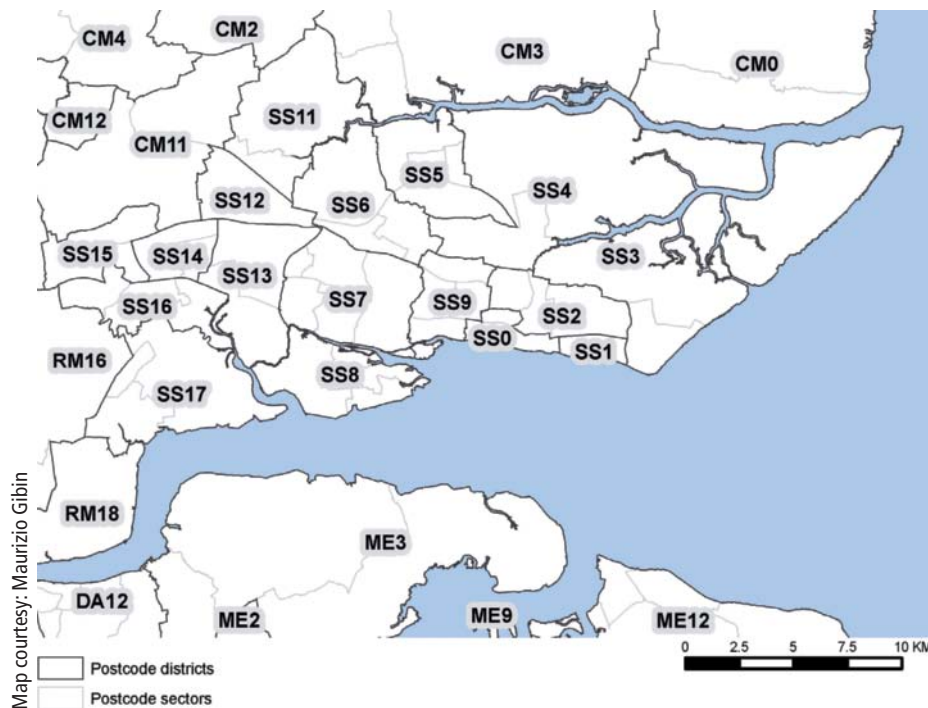 CM4
CM2
CM3
CM0
CM12
SS11
CM11
SS5
SS12
SS6
SS4
SS15
SS14
SS13
SS3
SS16
SS7
SS9
SS2
SS0
SS1
RM16
SS8
SS17
RM18
ME3
DA12
ME2
ME9
ME12
Map courtesy: Maurizio Gibin
Postcode districts
Postcode sectors
0 2.5 5 7.5 10 KM